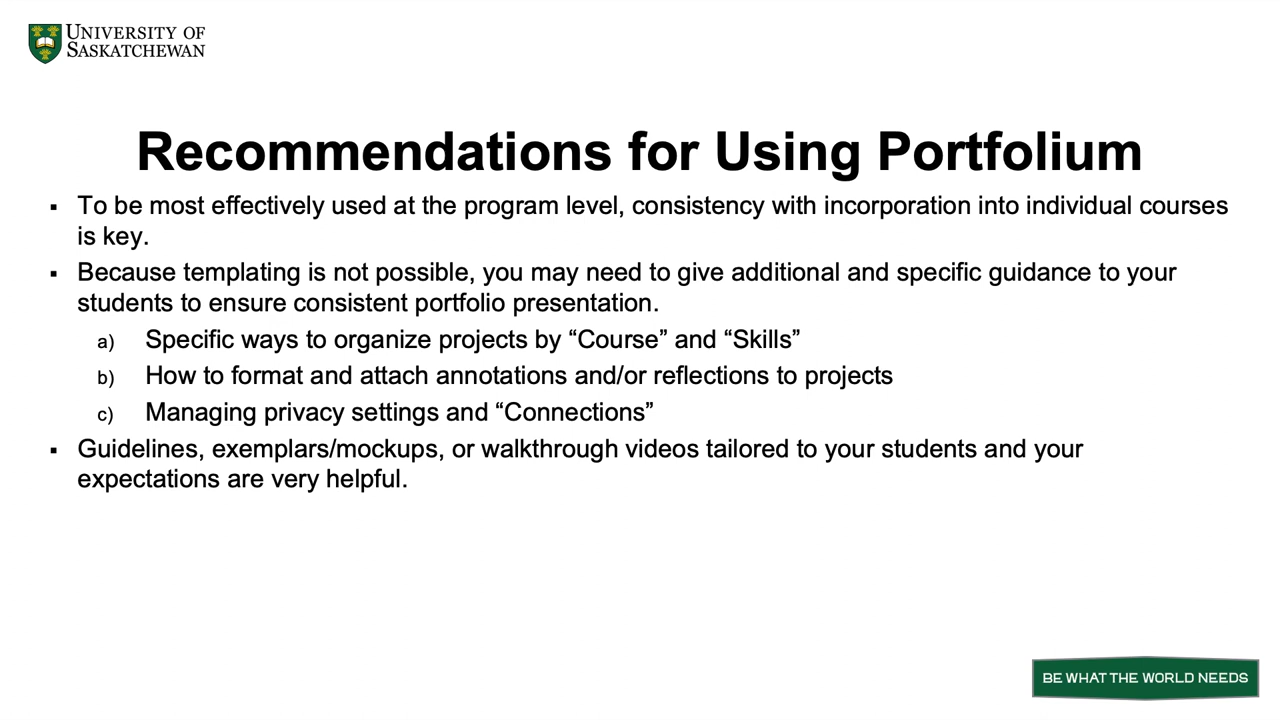 UNIVERSITY OF
SASKATCHEWAN
Recommendations for Using Portfolium
▪ To be most effectively used at the program level, consistency with incorporation into individual courses
is key.
▪ Because templating is not possible, you may need to give additional and specific guidance to your
students to ensure consistent portfolio presentation.
a) Specific ways to organize projects by “Course” and “Skills”
b) How to format and attach annotations and/or reflections to projects
c) Managing privacy settings and “Connections”
▪ Guidelines, exemplars/mockups, or walkthrough videos tailored to your students and your
expectations are very helpful.
BE WHAT THE WORLD NEEDS